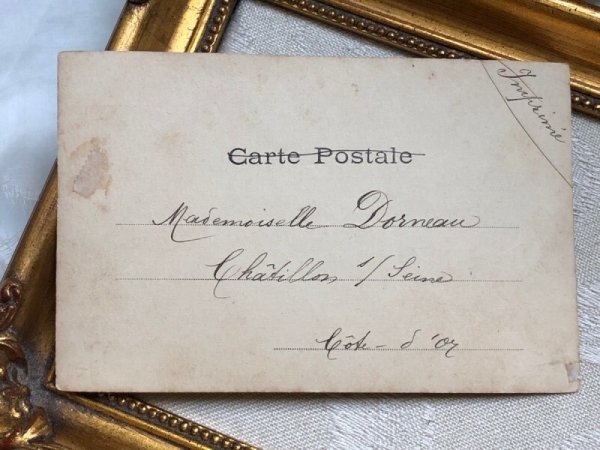 Imprimé
Carte Postale
Mademoiselle Dorneau
Châtillon s/ Seine
Côte-d'or